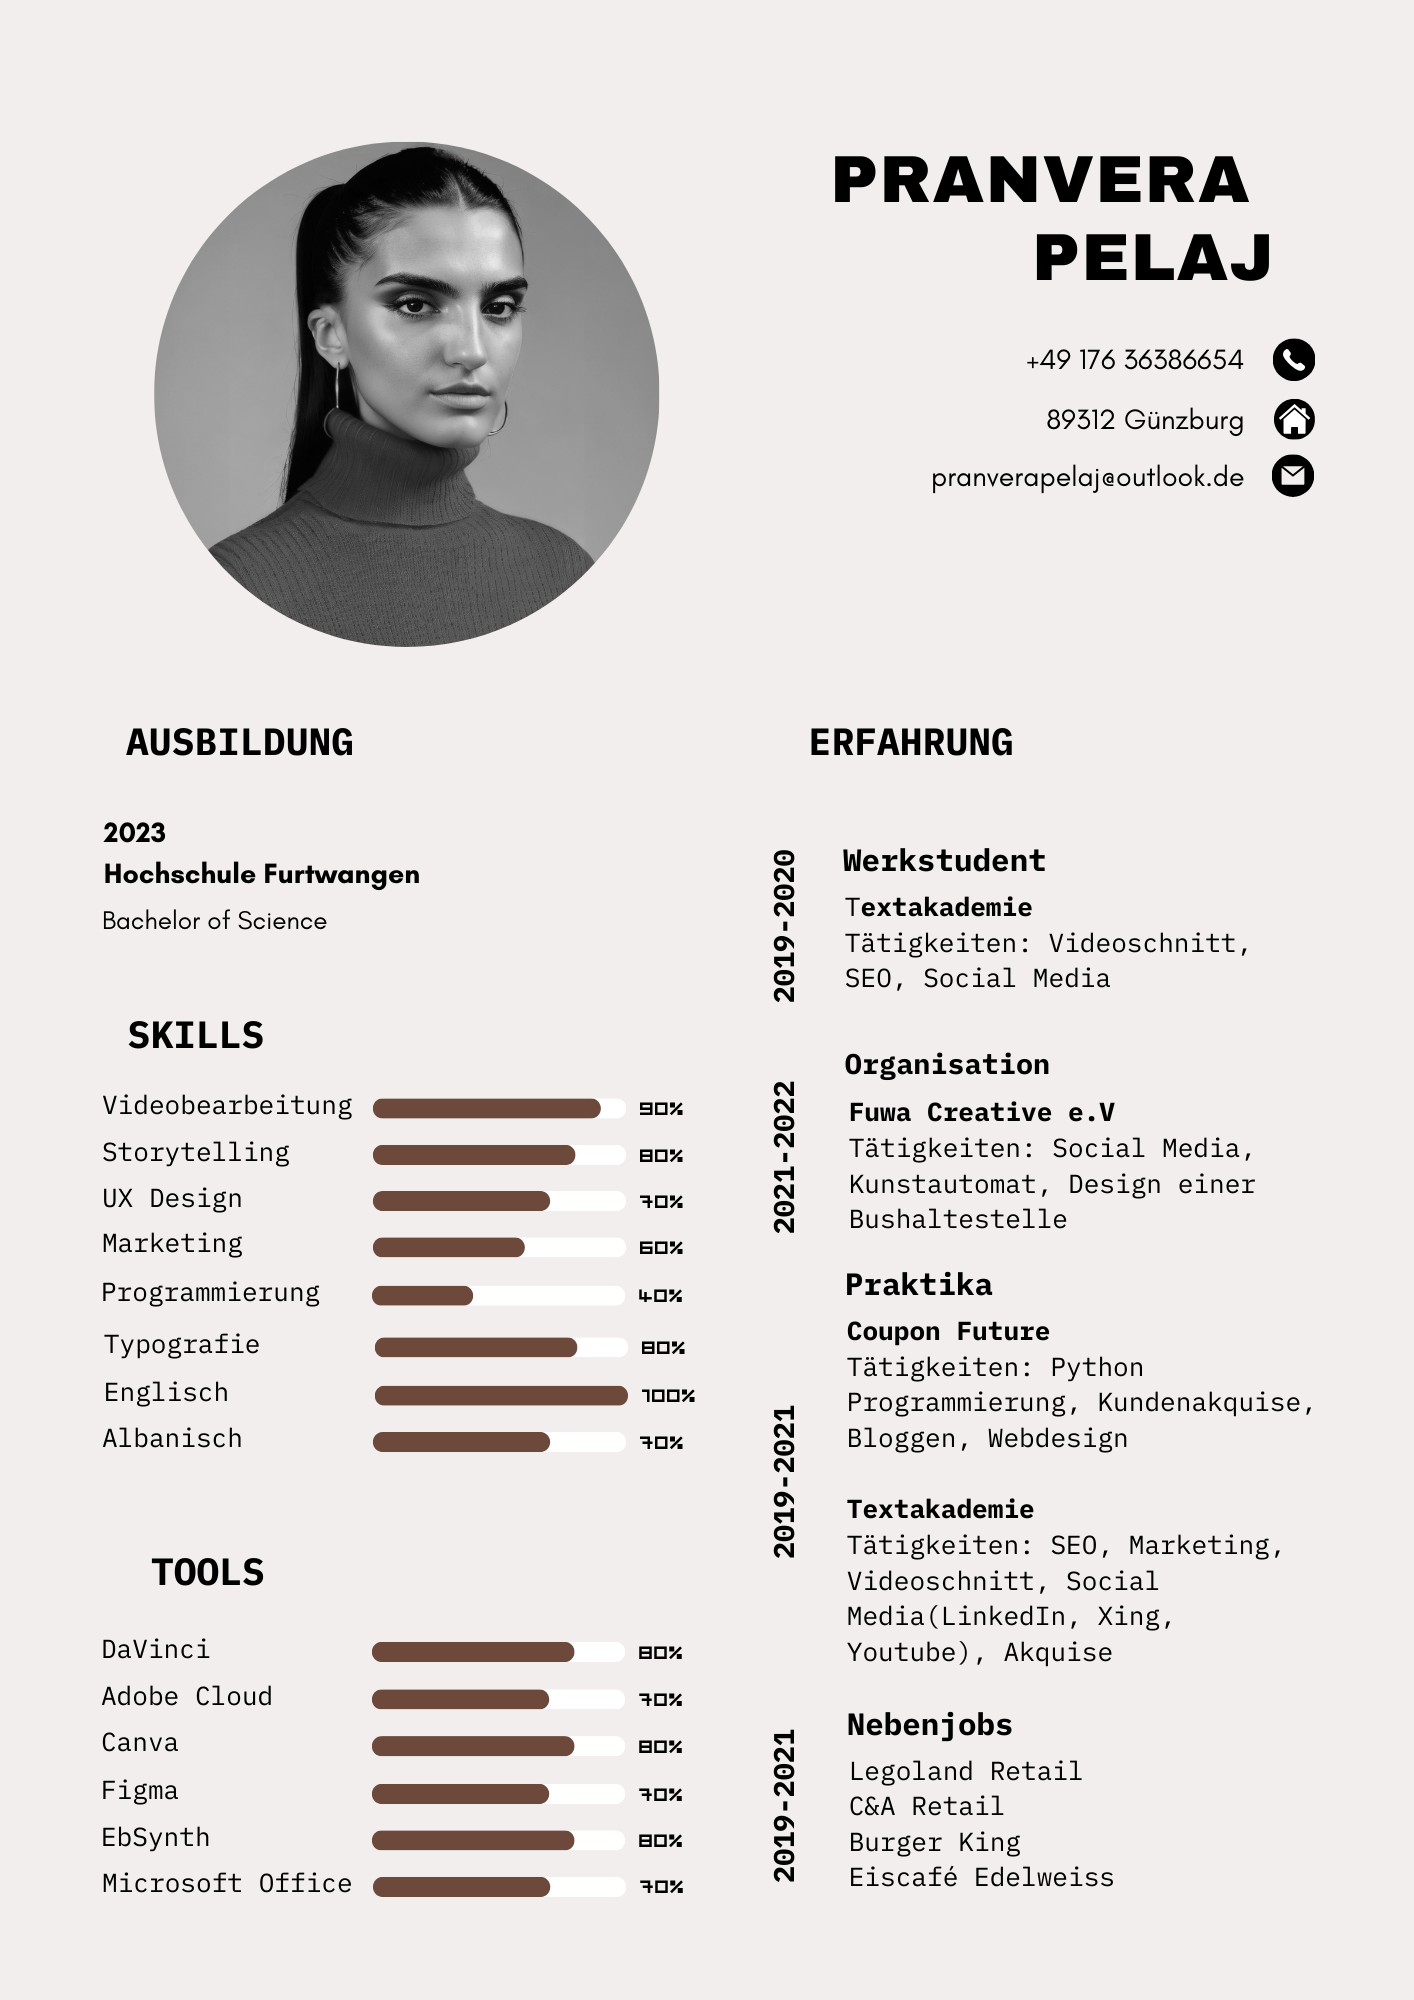 PRANVERA
PELAJ
+49 176 36386654
89312 Günzburg
pranverapelaj@outlook.de
AUSBILDUNG
2023
Hochschule Furtwangen
Bachelor of Science
SKILLS
Videobearbeitung 90%
Storytelling 80%
UX Design 70%
Marketing 60%
Programmierung 40%
Typografie 80%
Englisch 100%
Albanisch 70%
TOOLS
DaVinci 80%
Adobe Cloud 70%
Canva 80%
Figma 70%
EbSynth 80%
Microsoft Office 70%
ERFAHRUNG
2019-2020
Werkstudent
Textakademie
Tätigkeiten: Videoschnitt,
SEO, Social Media
2021-2022
Organisation
Fuwa Creative e.V
Tätigkeiten: Social Media,
Kunstautomat, Design einer
Bushaltestelle
2019-2021
Praktika
Coupon Future
Tätigkeiten: Python
Programmierung, Kundenakquise,
Bloggen, Webdesign
Textakademie
Tätigkeiten: SEO, Marketing,
Videoschnitt, Social
Media(LinkedIn, Xing,
Youtube), Akquise
2019-2021
Nebenjobs
Legoland Retail
C&A Retail
Burger King
Eiscafé Edelweiss